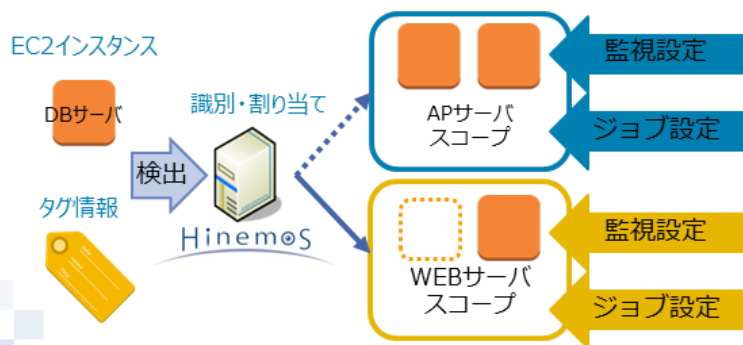 EC2インスタンス
DBサーバ
タグ情報
検出
識別・割り当て
Hinemos
APサーバ
スコープ
監視設定
ジョブ設定
WEBサーバ
スコープ
監視設定
ジョブ設定